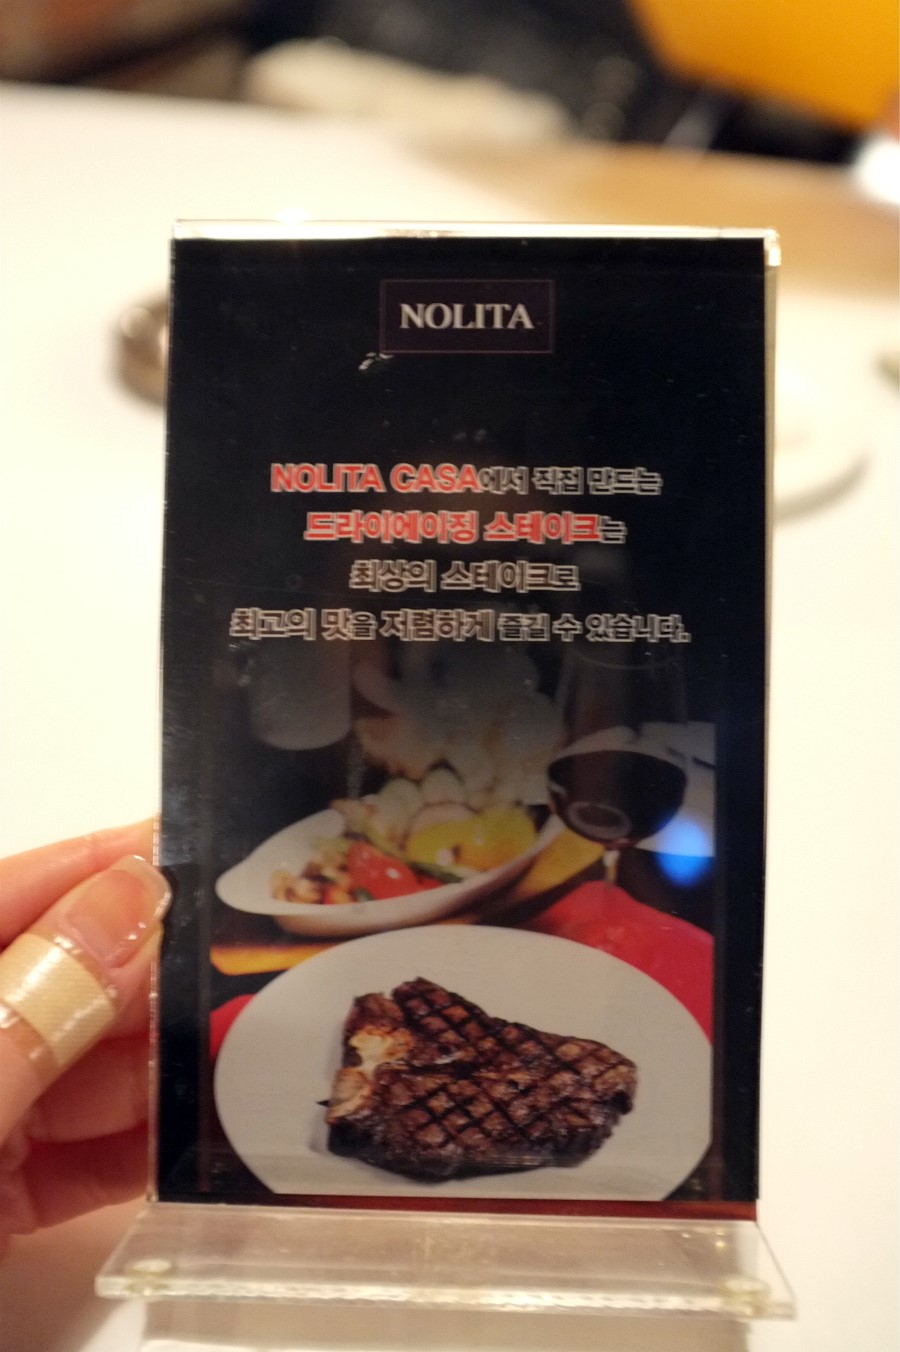 NOLITA
NOLITA CASA에서 직접 만드는
드라이에이징 스테이크는
최상의 스테이크로
최고의 맛을 저렴하게 즐길 수 있습니다.